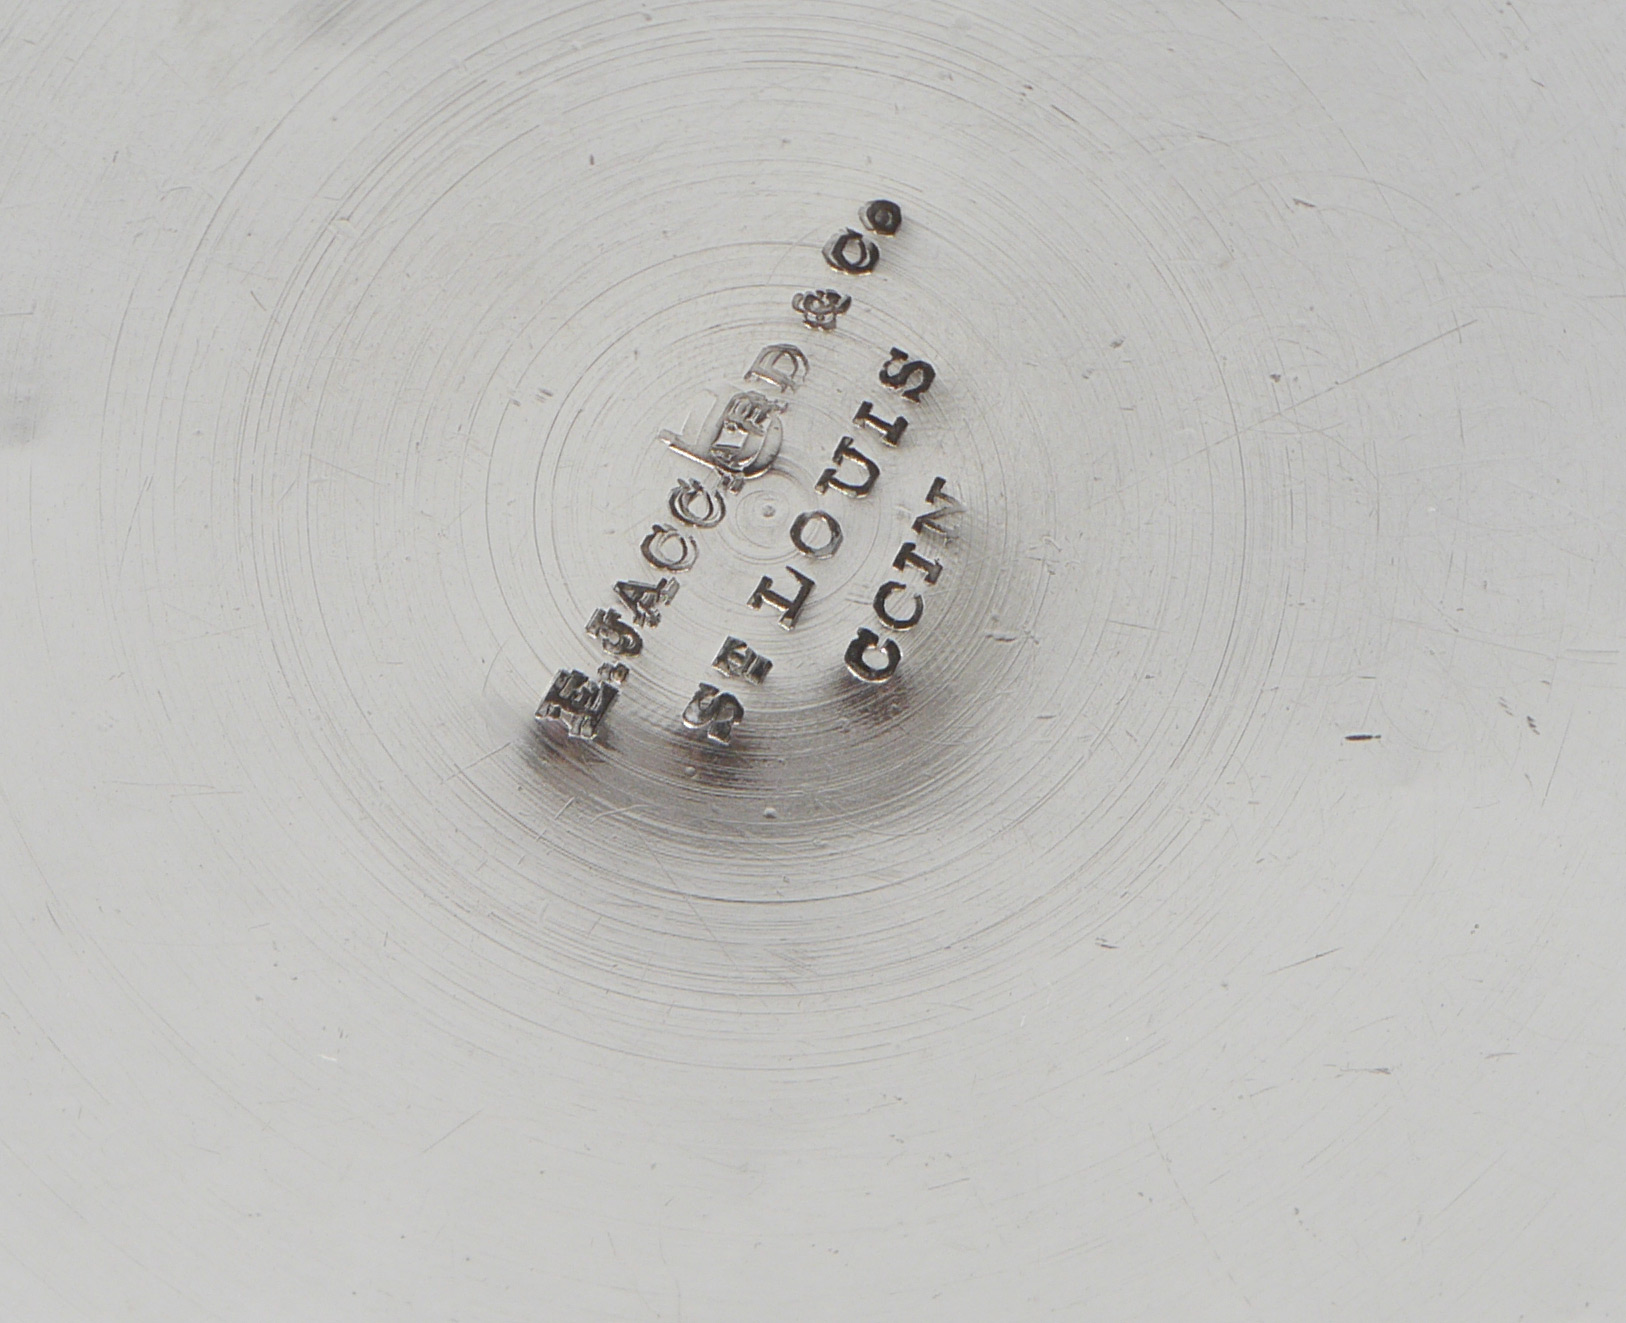 E. JACCARD & Co
ST LOUIS
CCIN